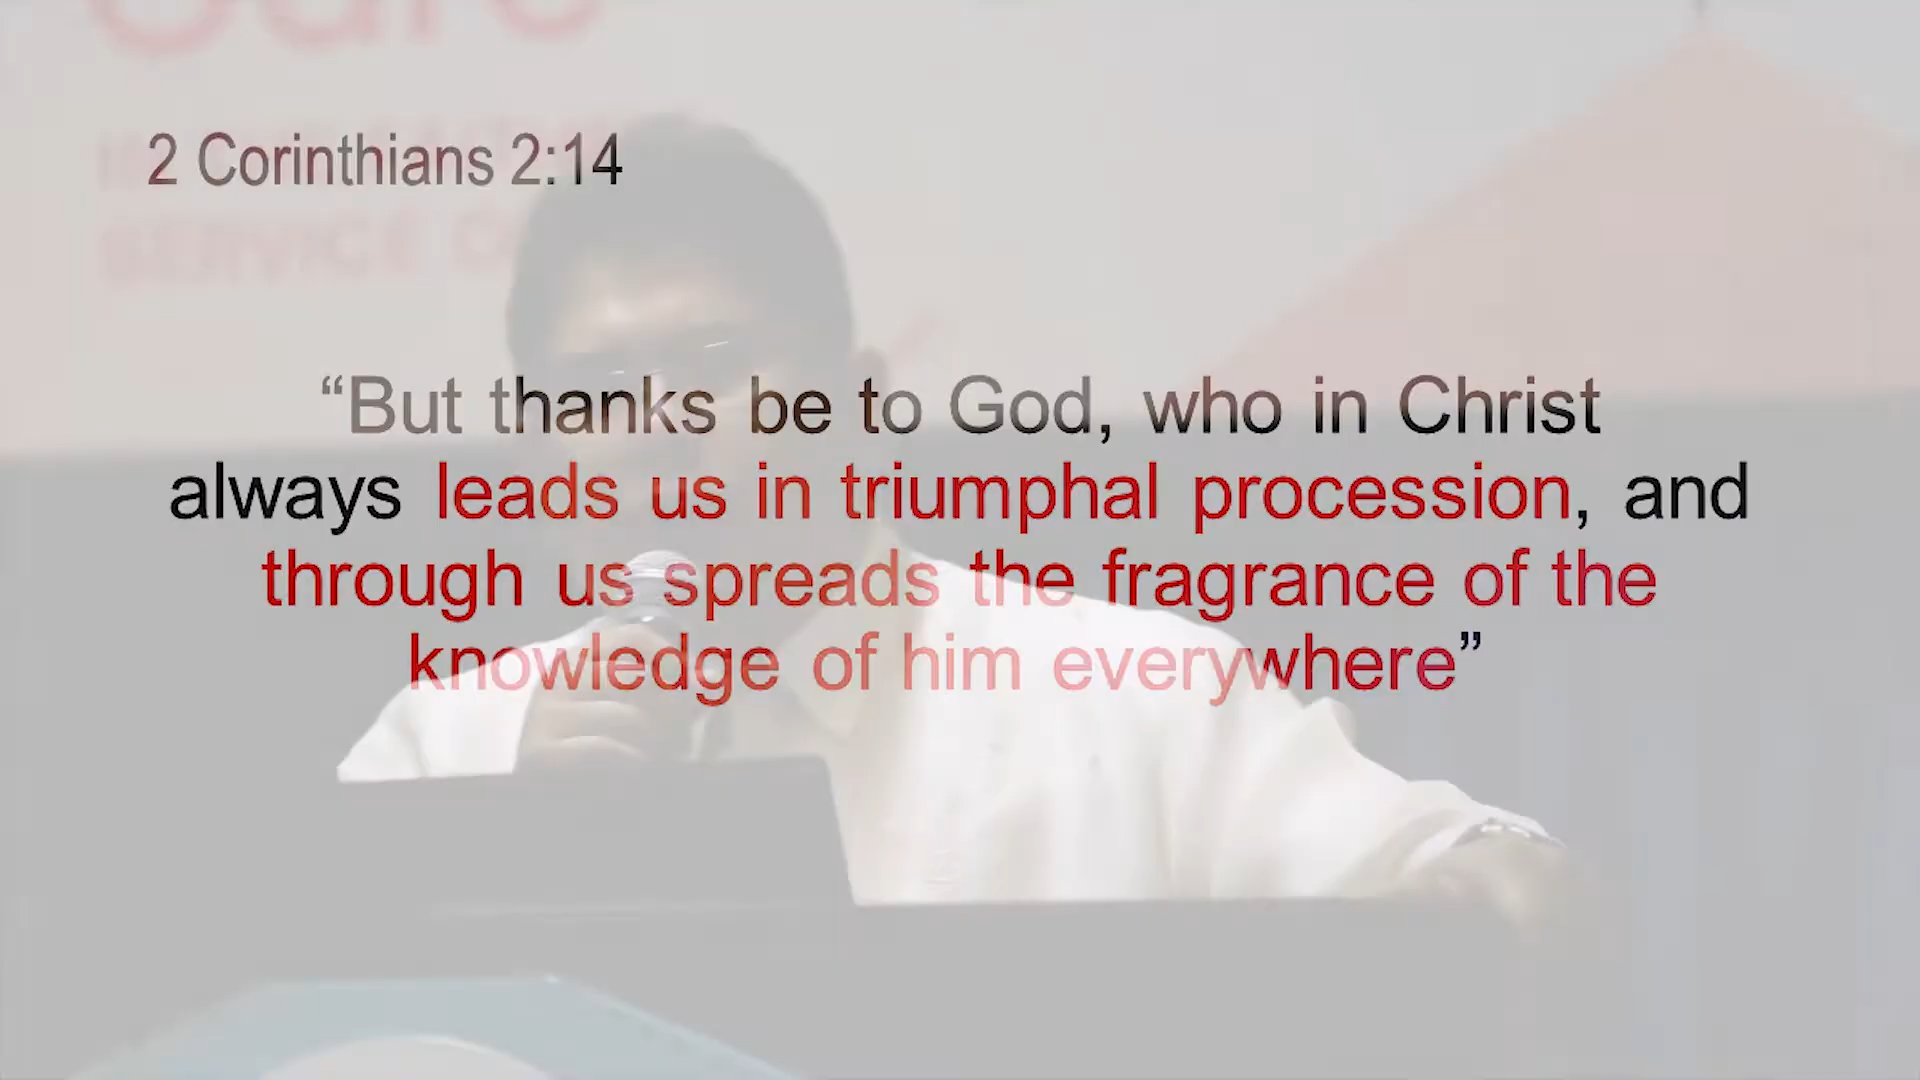 2 Corinthians 2:14
SERVICE
“But thanks be to God, who in Christ
always leads us in triumphal procession, and
through us spreads the fragrance of the
knowledge of him everywhere”